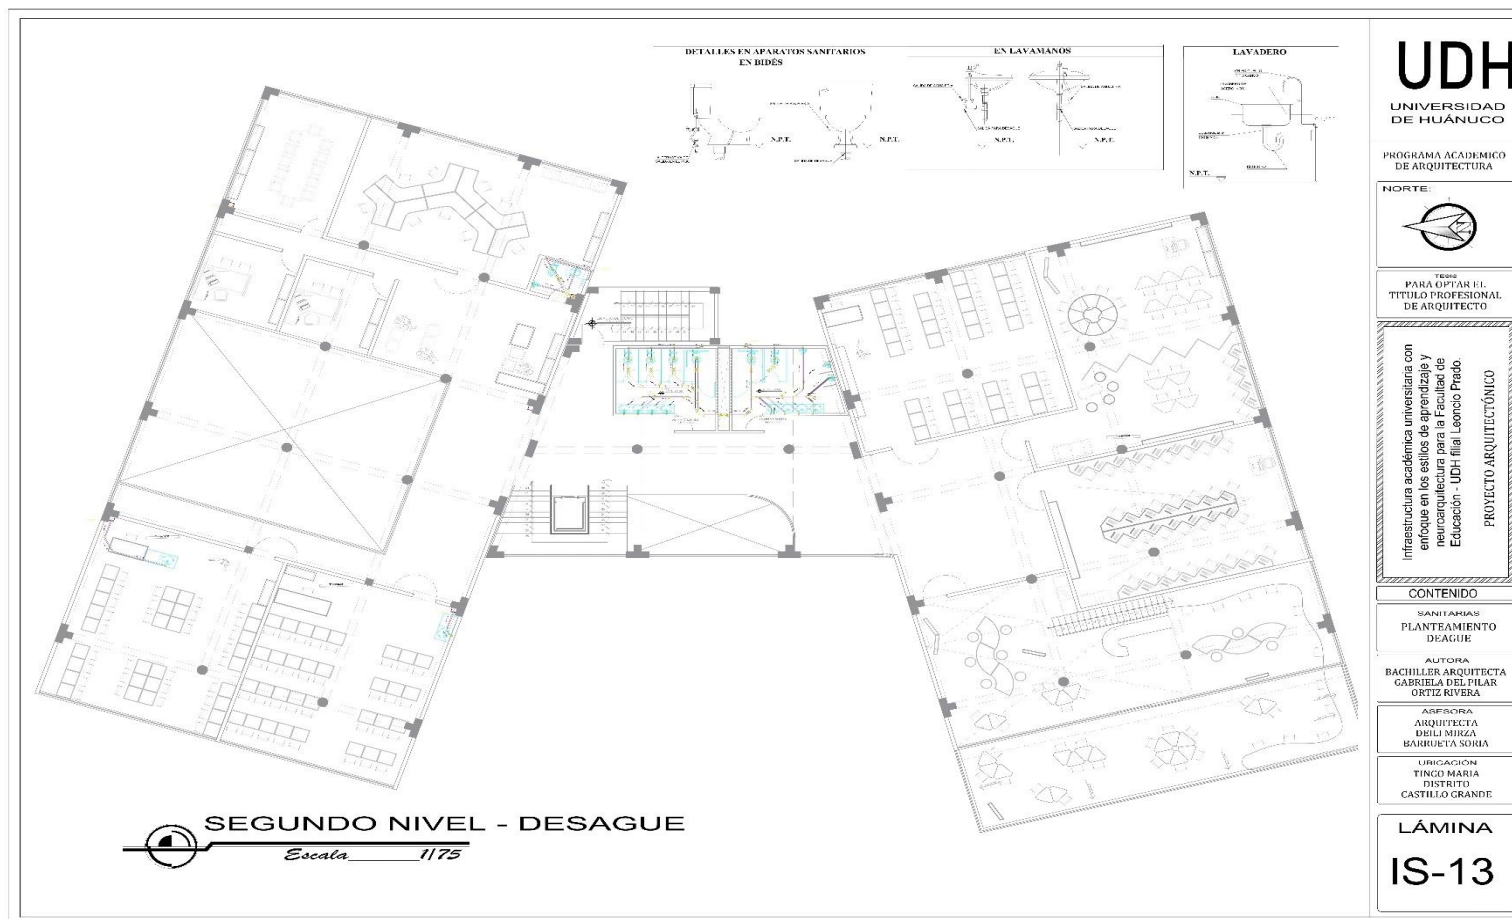 DETALLES EN APARATOS SANITARIOS
EN BIDÉS
N.P.T.
N.P.T.
EN LAVAMANOS
N.P.T.
N.P.T.
LAVADERO
N.P.T.
SEGUNDO NIVEL - DESAGUE
Escala 1/75
UDH
UNIVERSIDAD
DE HUÁNUCO
PROGRAMA ACADEMICO
DE ARQUITECTURA
NORTE:
TESIS
PARA OPTAR EL
TITULO PROFESIONAL
DE ARQUITECTO
Infraestructura académica universitaria con
enfoque en los estilos de aprendizaje y
neuroarquitectura para la Facultad de
Educación - UDH filial Leoncio Prado.
PROYECTO ARQUITECTÓNICO
CONTENIDO
SANITARIAS
PLANTEAMIENTO
DEAGUE
AUTORA
BACHILLER ARQUITECTA
GABRIELA DEL PILAR
ORTIZ RIVERA
ASESORA
ARQUITECTA
DEILI MIRZA
BARRUETA SORIA
UBICACIÓN
TINGO MARIA
DISTRITO
CASTILLO GRANDE
LÁMINA
IS-13